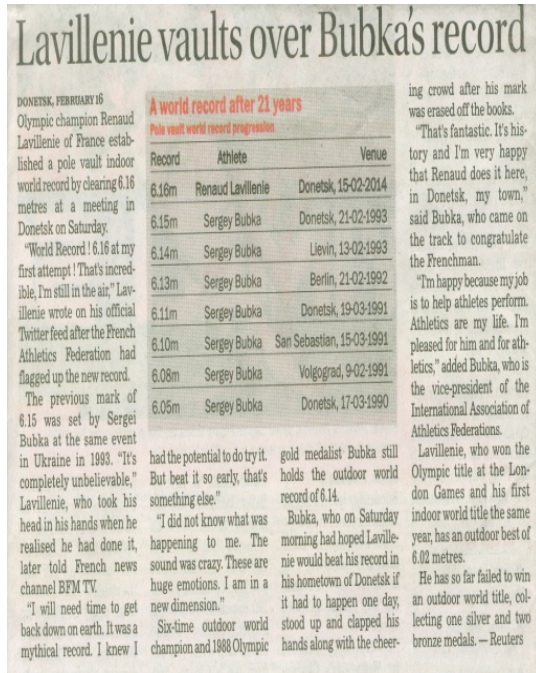 Lavillenie vaults over Bubka's record
DONETSK, FEBRUARY 16
Olympic champion Renaud
Lavillenie of France estab-
lished a pole vault indoor
world record by clearing 6.16
metres at a meeting in
Donetsk on Saturday.
"World Record ! 6.16 at my
first attempt ! That's incred-
ible, I'm still in the air," Lav-
illenie wrote on his official
Twitter feed after the French
Athletics Federation had
flagged up the new record.
The previous mark of
6.15 was set by Sergei
Bubka at the same event
in Ukraine in 1993. "It's
completely unbelievable,"
Lavillenie, who took his
head in his hands when he
realised he had done it,
later told French news
channel BFM TV.
"I will need time to get
back down on earth. It was a
mythical record. I knew I
A world record after 21 years
Pole vault world record progression
Record Athlete Venue
6.16m Renaud Lavillenie Donetsk, 15-02-2014
6.15m Sergey Bubka Donetsk, 21-02-1993
6.14m Sergey Bubka Lievin, 13-02-1993
6.13m Sergey Bubka Berlin, 21-02-1992
6.11m Sergey Bubka Donetsk, 19-03-1991
6.10m Sergey Bubka San Sebastian, 15-03-1991
6.08m Sergey Bubka Volgograd, 9-02-1991
6.05m Sergey Bubka Donetsk, 17-03-1990
had the potential to do try it.
But beat it so early, that's
something else."
"I did not know what was
happening to me. The
sound was crazy. These are
huge emotions. I am in a
new dimension."
Six-time outdoor world
champion and 1988 Olympic
gold medalist Bubka still
holds the outdoor world
record of 6.14.
Bubka, who on Saturday
morning had hoped Laville-
nie would beat his record in
his hometown of Donetsk if
it had to happen one day,
stood up and clapped his
hands along with the cheer-
ing crowd after his mark
was erased off the books.
"That's fantastic. It's his-
tory and I'm very happy
that Renaud does it here,
in Donetsk, my town,"
said Bubka, who came on
the track to congratulate
the Frenchman.
"I'm happy because my job
is to help athletes perform.
Athletics are my life. I'm
pleased for him and for ath-
letics," added Bubka, who is
the vice-president of the
International Association of
Athletics Federations.
Lavillenie, who won the
Olympic title at the Lon-
don Games and his first
indoor world title the same
year, has an outdoor best of
6.02 metres.
He has so far failed to win
an outdoor world title, col-
lecting one silver and two
bronze medals. — Reuters